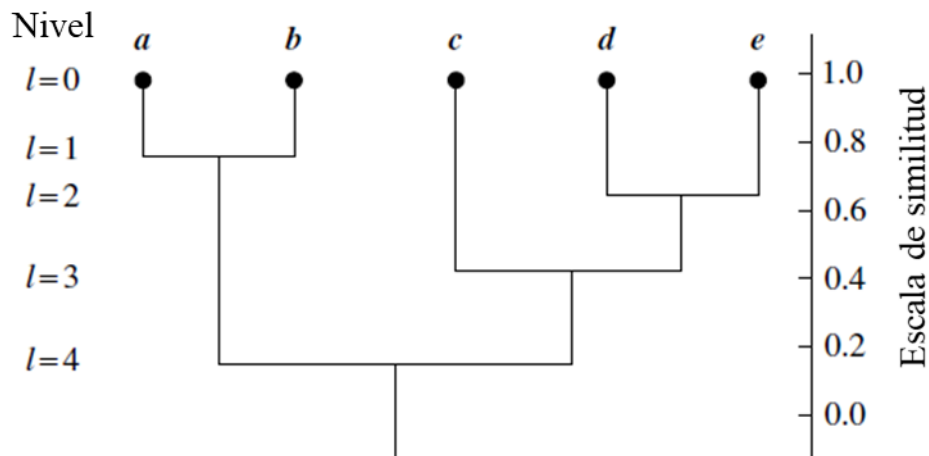 Nivel
a b c d e
l=0
l=1
l=2
l=3
l=4
1.0
0.8
0.6
0.4
0.2
0.0
Escala de similitud